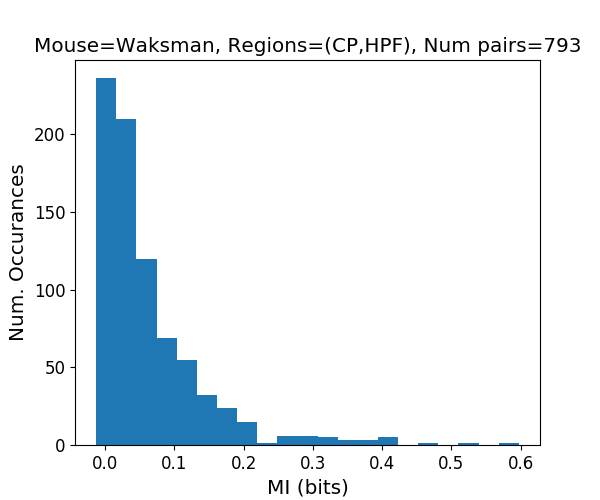 Mouse=Waksman, Regions=(CP,HPF), Num pairs=793
Num. Occurances
200
150
100
50
0
0.0 0.1 0.2 0.3 0.4 0.5 0.6
MI (bits)